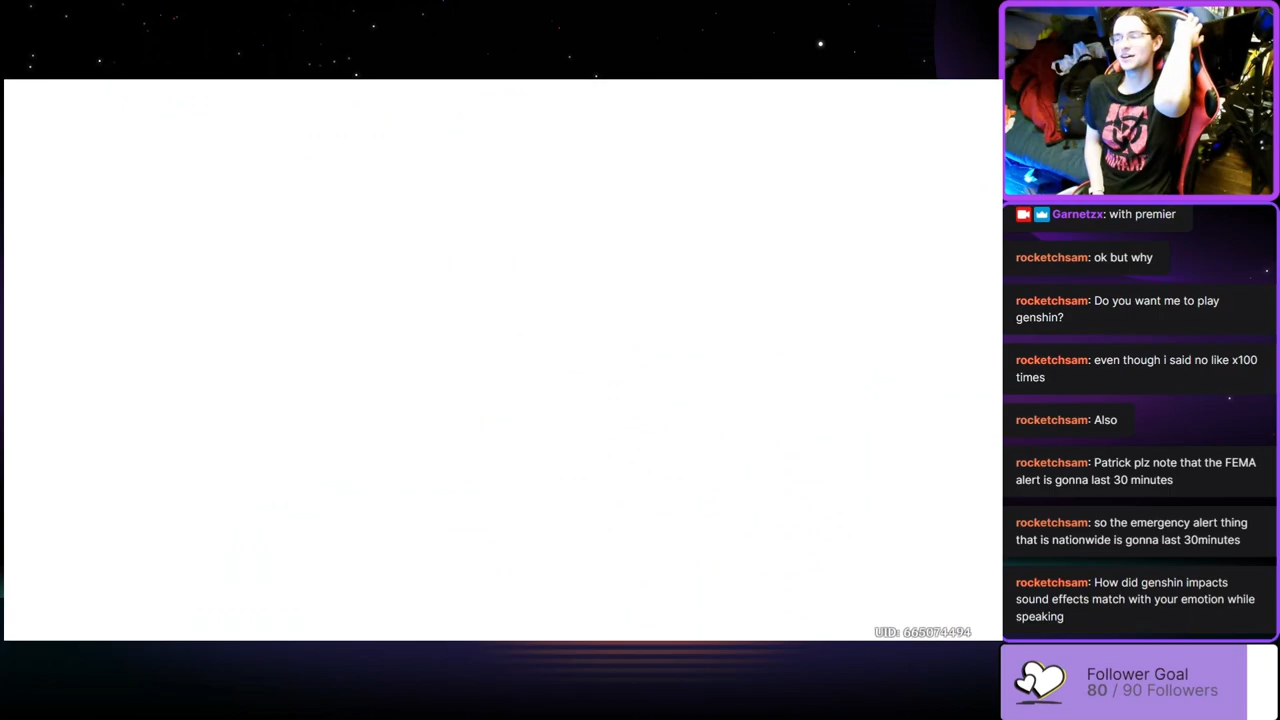 Garnetzx: with premier
rocketchsam: ok but why
rocketchsam: Do you want me to play
genshin?
rocketchsam: even though i said no like x100
times
rocketchsam: Also
rocketchsam: Patrick plz note that the FEMA
alert is gonna last 30 minutes
rocketchsam: so the emergency alert thing
that is nationwide is gonna last 30minutes
rocketchsam: How did genshin impacts
sound effects match with your emotion while
speaking
UID: 665074494
Follower Goal
80 / 90 Followers